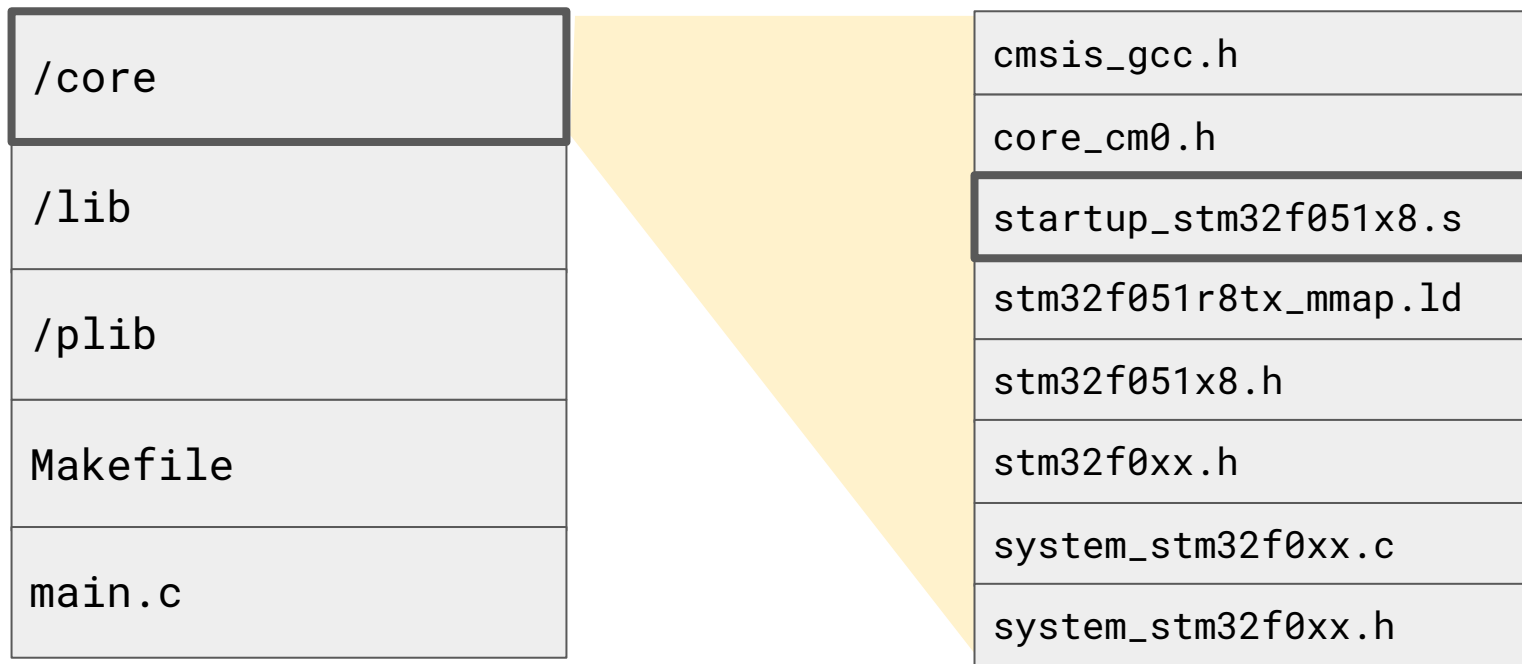 /core
/lib
/plib
Makefile
main.c
cmsis_gcc.h
core_cm0.h
startup_stm32f051x8.s
stm32f051r8tx_mmap.ld
stm32f051x8.h
stm32f0xx.h
system_stm32f0xx.c
system_stm32f0xx.h